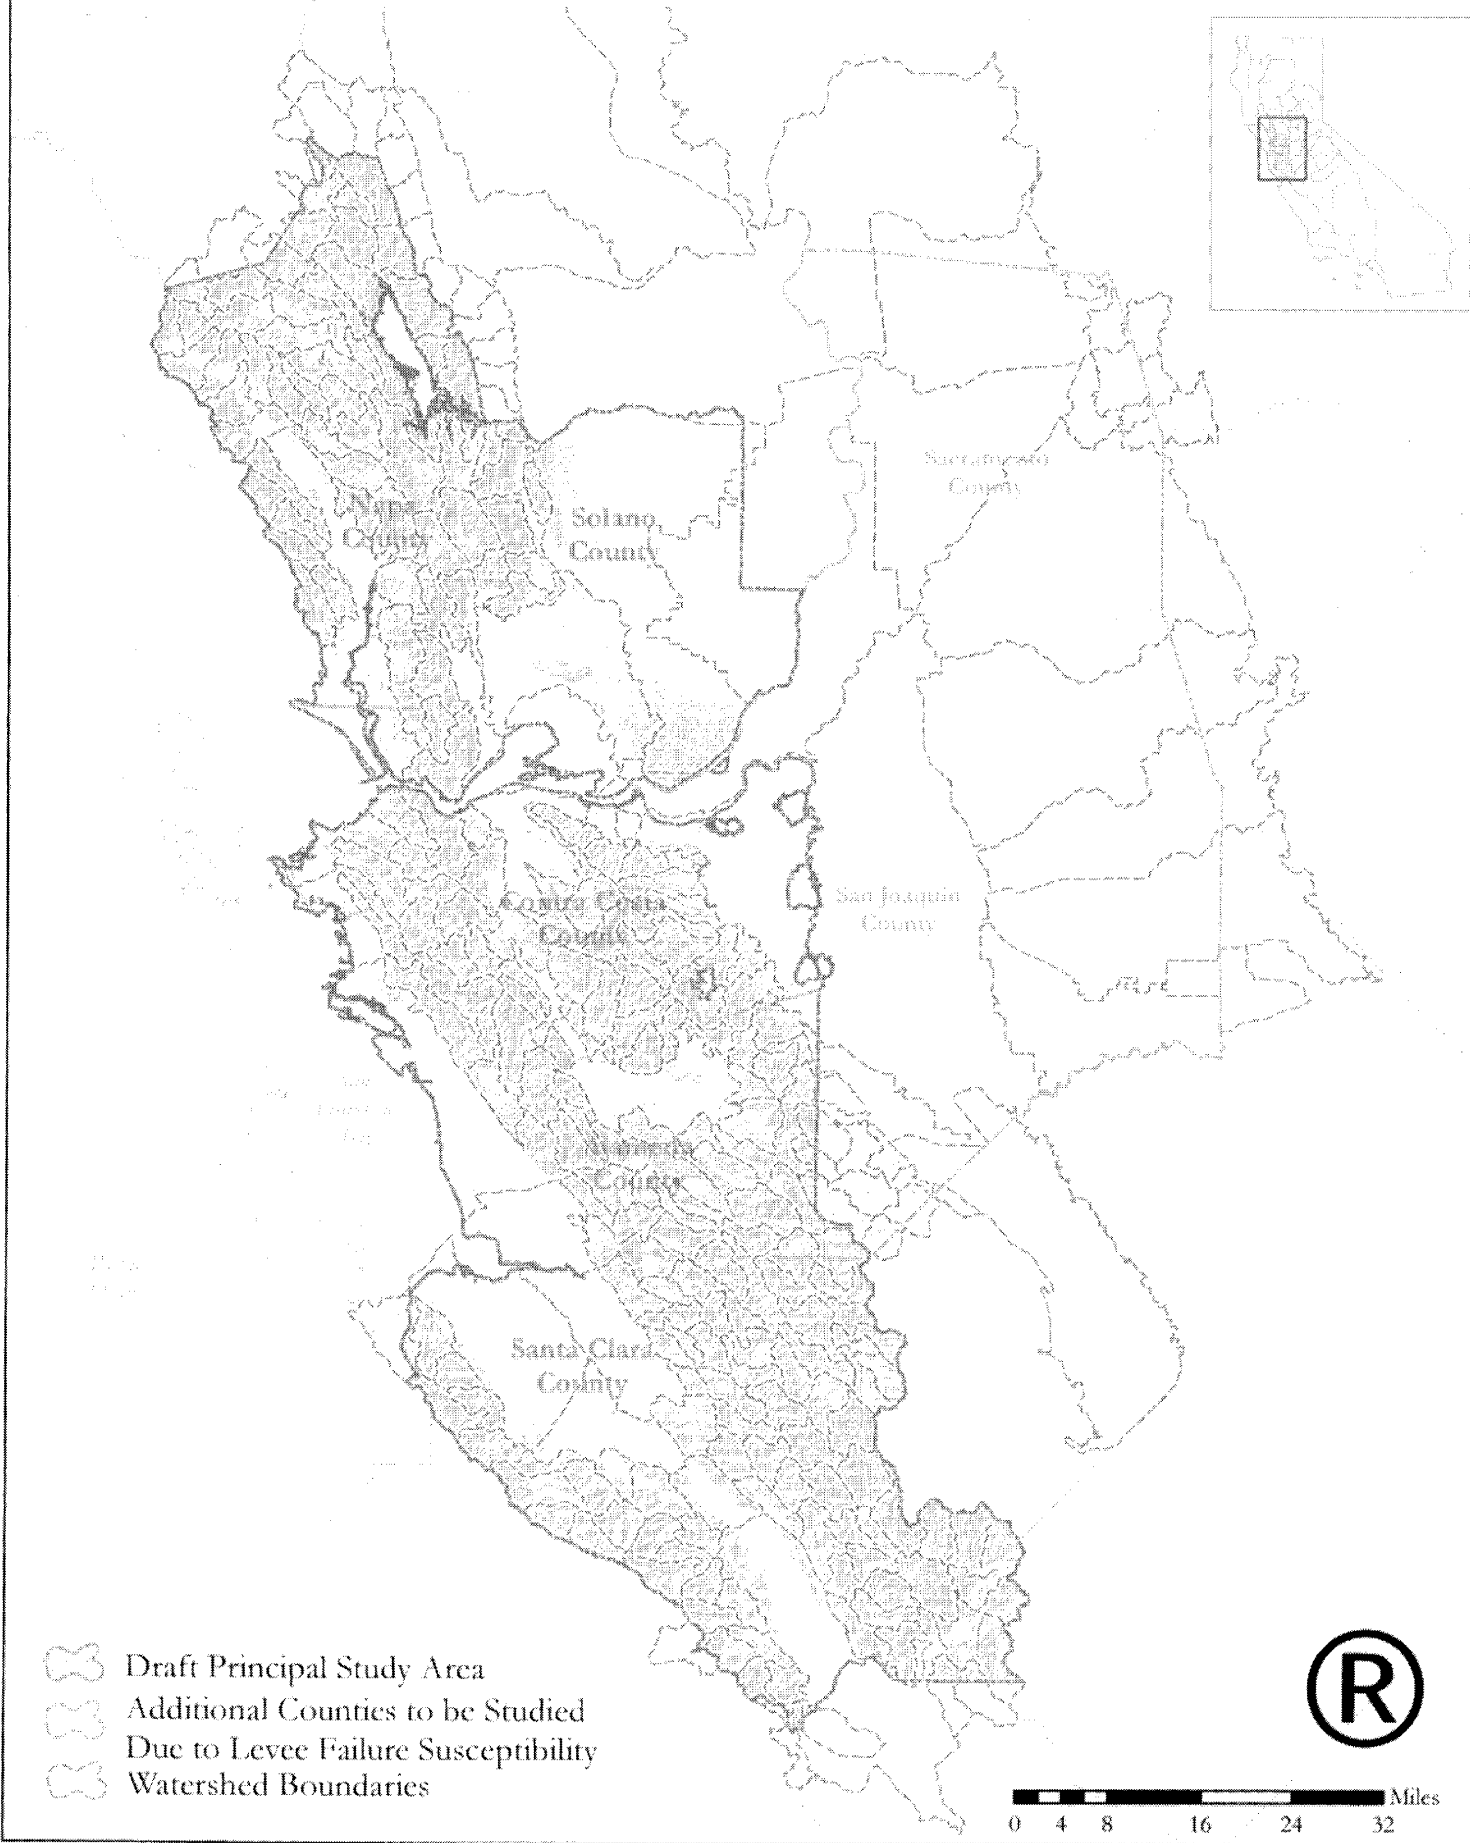 Sacramento
County
Napa
County
Solano
County
Contra Costa
County
San Joaquin
County
Alameda
County
Santa Clara
County
Draft Principal Study Area
Additional Counties to be Studied
Due to Levee Failure Susceptibility
Watershed Boundaries
®
Miles
0 4 8 16 24 32